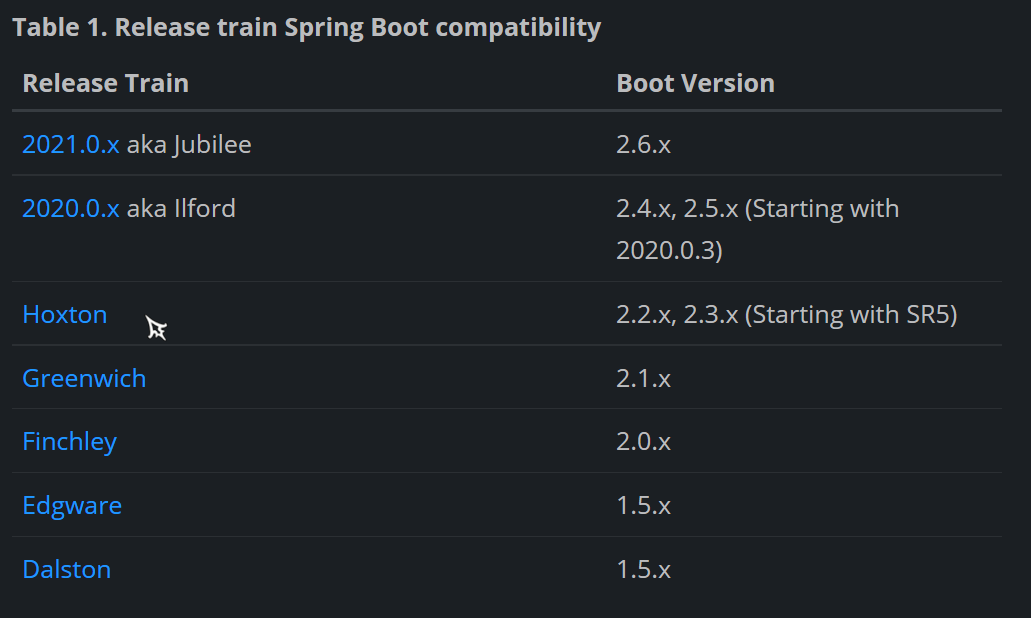 Table 1. Release train Spring Boot compatibility
Release Train Boot Version
2021.0.x aka Jubilee 2.6.x
2020.0.x aka Ilford 2.4.x, 2.5.x (Starting with
2020.0.3)
Hoxton 2.2.x, 2.3.x (Starting with SR5)
Greenwich 2.1.x
Finchley 2.0.x
Edgware 1.5.x
Dalston 1.5.x